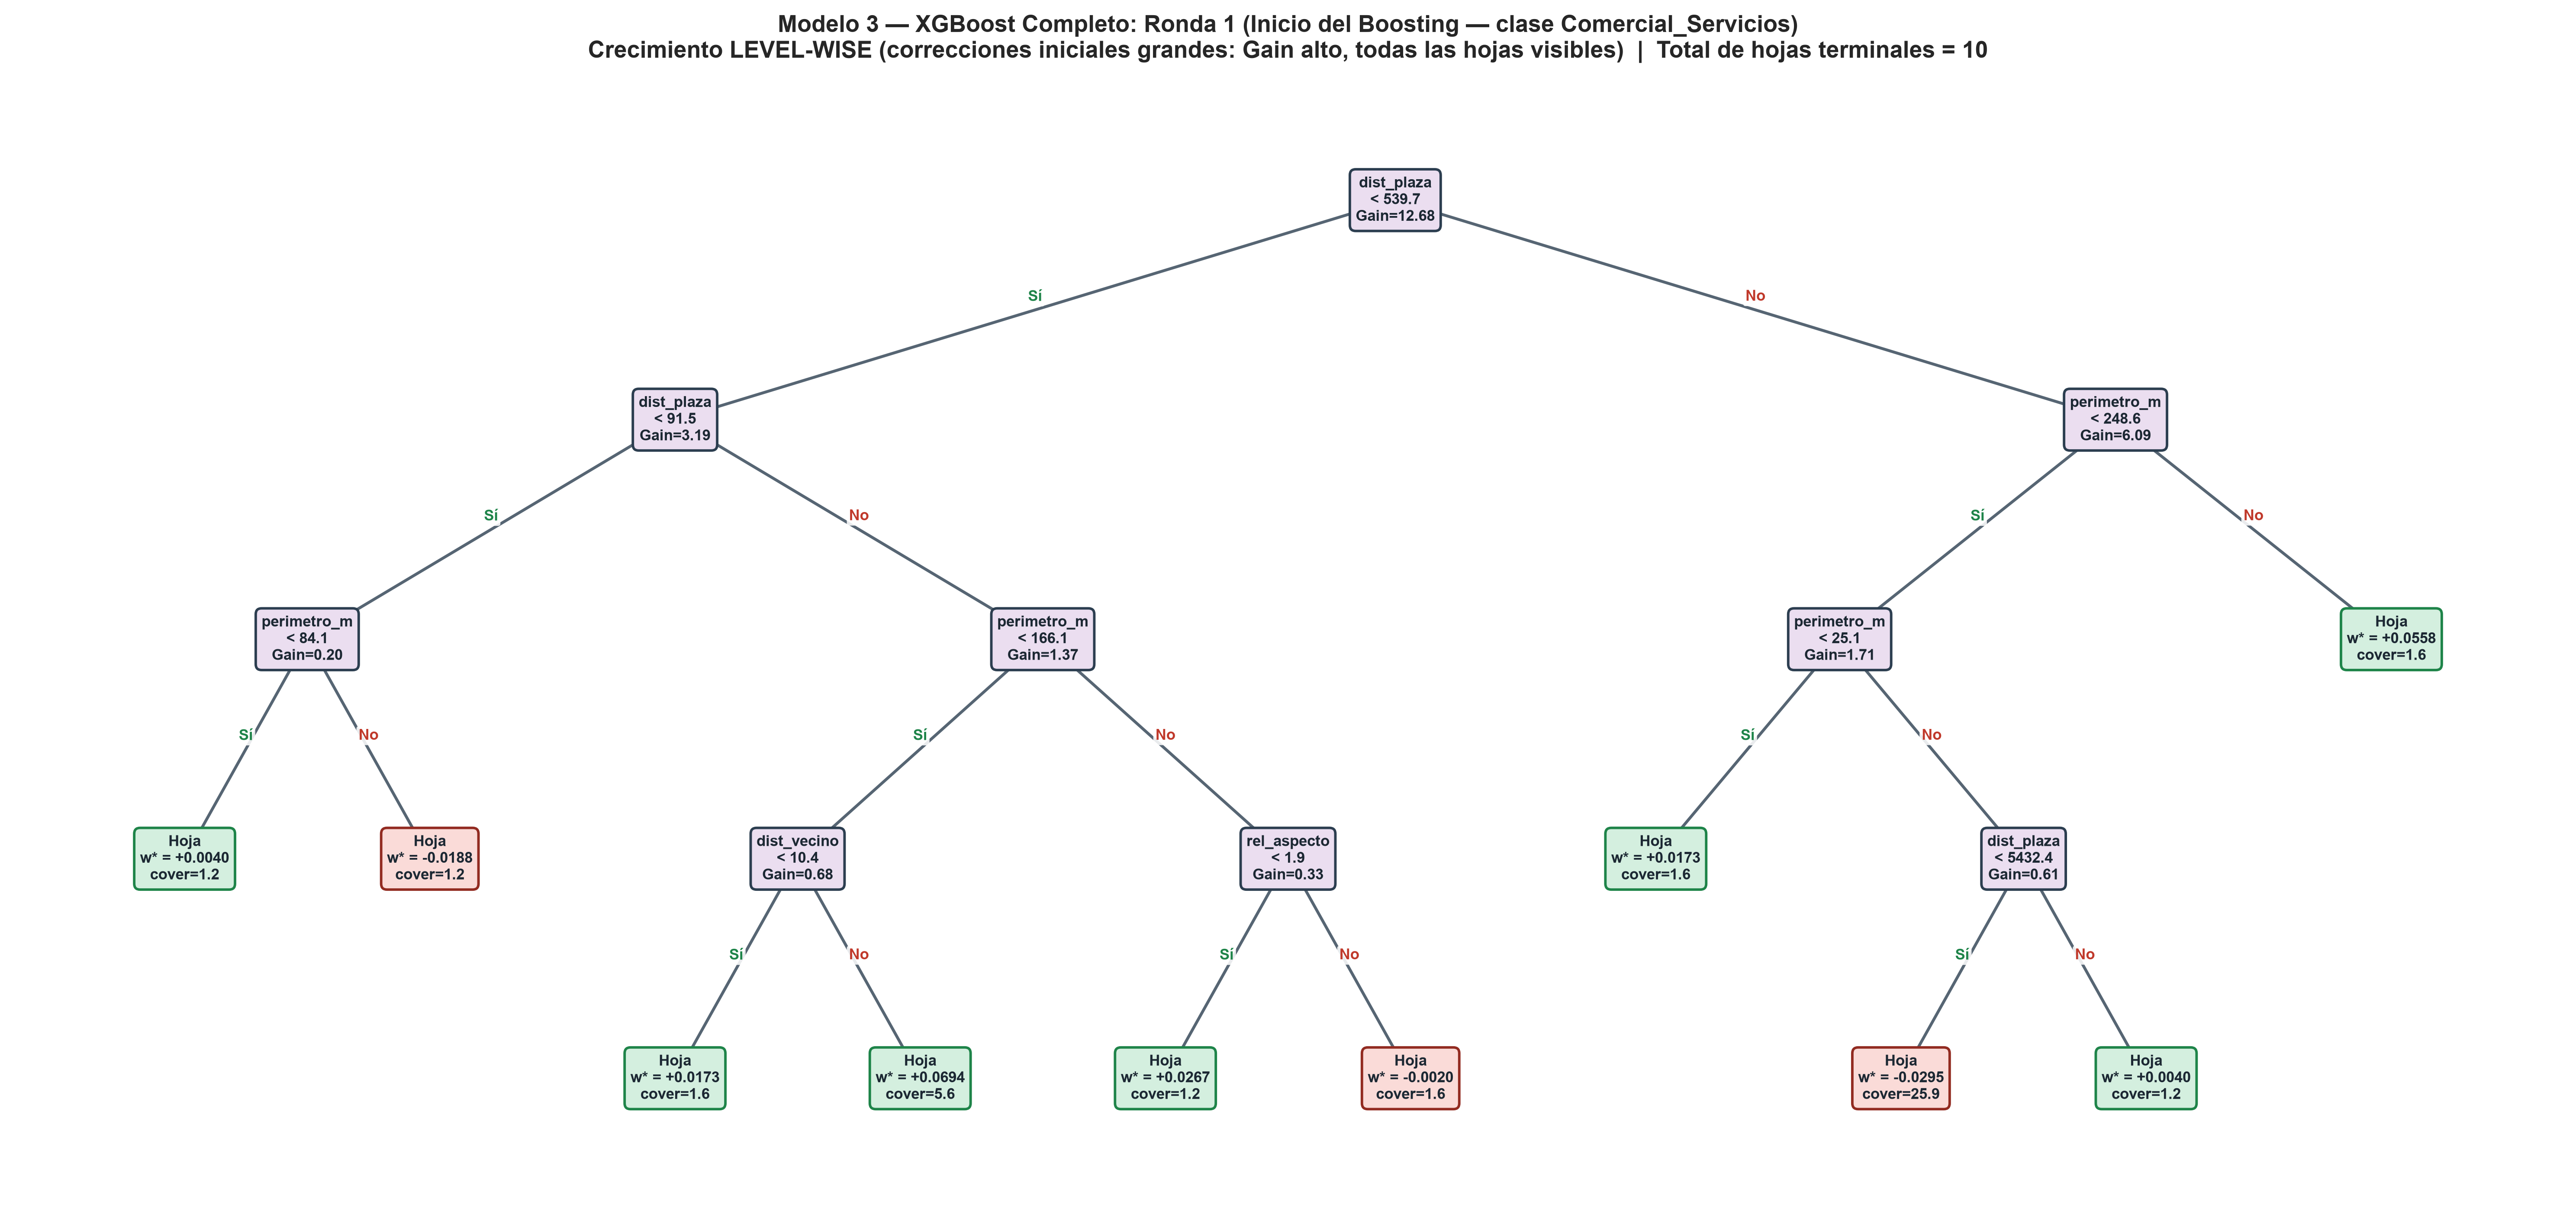 Modelo 3 — XGBoost Completo: Ronda 1 (Inicio del Boosting — clase Comercial_Servicios)
Crecimiento LEVEL-WISE (correcciones iniciales grandes: Gain alto, todas las hojas visibles) | Total de hojas terminales = 10
dist_plaza
< 539.7
Gain=12.68
Sí
No
dist_plaza
< 91.5
Gain=3.19
perimetro_m
< 248.6
Gain=6.09
Sí
No
Sí
No
perimetro_m
< 84.1
Gain=0.20
perimetro_m
< 166.1
Gain=1.37
perimetro_m
< 25.1
Gain=1.71
Hoja
w* = +0.0558
cover=1.6
Sí
No
Sí
No
Sí
No
Hoja
w* = +0.0040
cover=1.2
Hoja
w* = -0.0188
cover=1.2
dist_vecino
< 10.4
Gain=0.68
rel_aspecto
< 1.9
Gain=0.33
Hoja
w* = +0.0173
cover=1.6
dist_plaza
< 5432.4
Gain=0.61
Sí
No
Sí
No
Sí
No
Hoja
w* = +0.0173
cover=1.6
Hoja
w* = +0.0694
cover=5.6
Hoja
w* = +0.0267
cover=1.2
Hoja
w* = -0.0020
cover=1.6
Hoja
w* = -0.0295
cover=25.9
Hoja
w* = +0.0040
cover=1.2